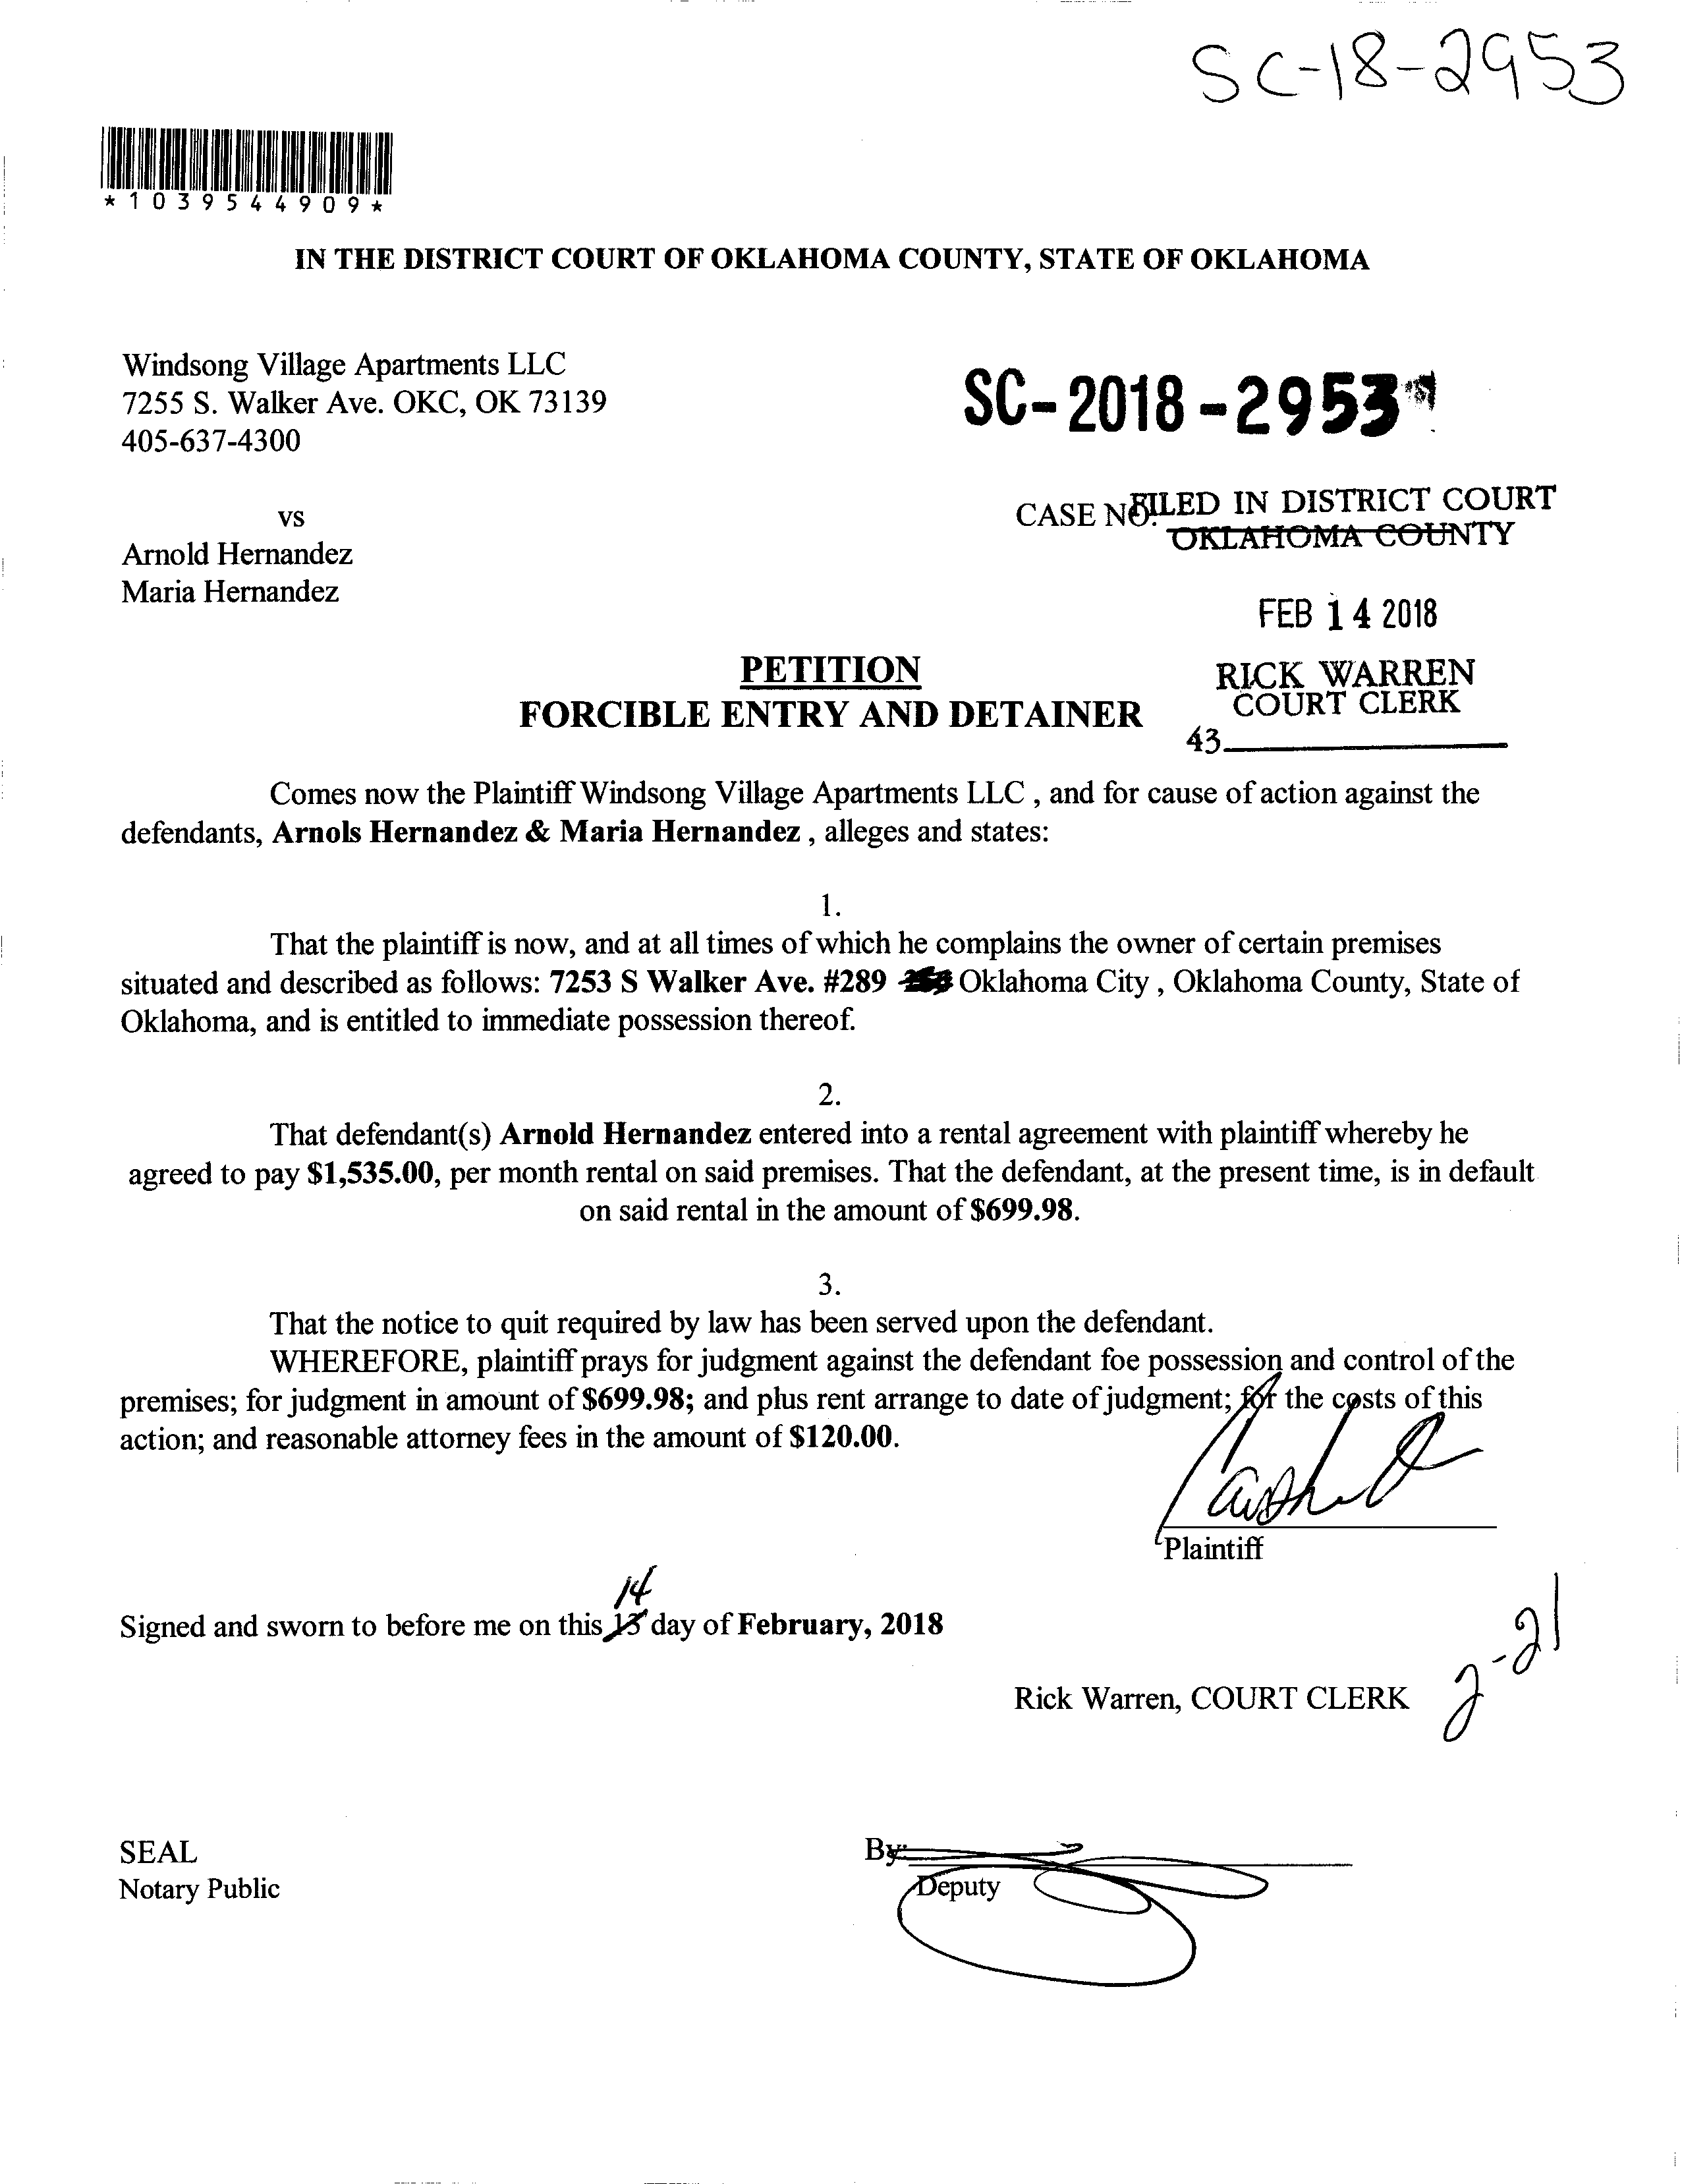 SC-18-2953
*1039544909*
IN THE DISTRICT COURT OF OKLAHOMA COUNTY, STATE OF OKLAHOMA
Windsong Village Apartments LLC
7255 S. Walker Ave. OKC, OK 73139
405-637-4300
SC-2018-2953
vs
CASE NO.
FILED IN DISTRICT COURT
OKLAHOMA COUNTY
Arnold Hernandez
Maria Hernandez
FEB 14 2018
PETITION
FORCIBLE ENTRY AND DETAINER
RICK WARREN
COURT CLERK
43
Comes now the Plaintiff Windsong Village Apartments LLC , and for cause of action against the
defendants, Arnols Hernandez & Maria Hernandez , alleges and states:
1.
That the plaintiff is now, and at all times of which he complains the owner of certain premises
situated and described as follows: 7253 S Walker Ave. #289 Oklahoma City , Oklahoma County, State of
Oklahoma, and is entitled to immediate possession thereof.
2.
That defendant(s) Arnold Hernandez entered into a rental agreement with plaintiff whereby he
agreed to pay $1,535.00, per month rental on said premises. That the defendant, at the present time, is in default
on said rental in the amount of $699.98.
3.
That the notice to quit required by law has been served upon the defendant.
WHEREFORE, plaintiff prays for judgment against the defendant foe possession and control of the
premises; for judgment in amount of $699.98; and plus rent arrange to date of judgment; for the costs of this
action; and reasonable attorney fees in the amount of $120.00.
Plaintiff
14
Signed and sworn to before me on this 13 day of February, 2018
2-21
Rick Warren, COURT CLERK
SEAL
Notary Public
By:
Deputy